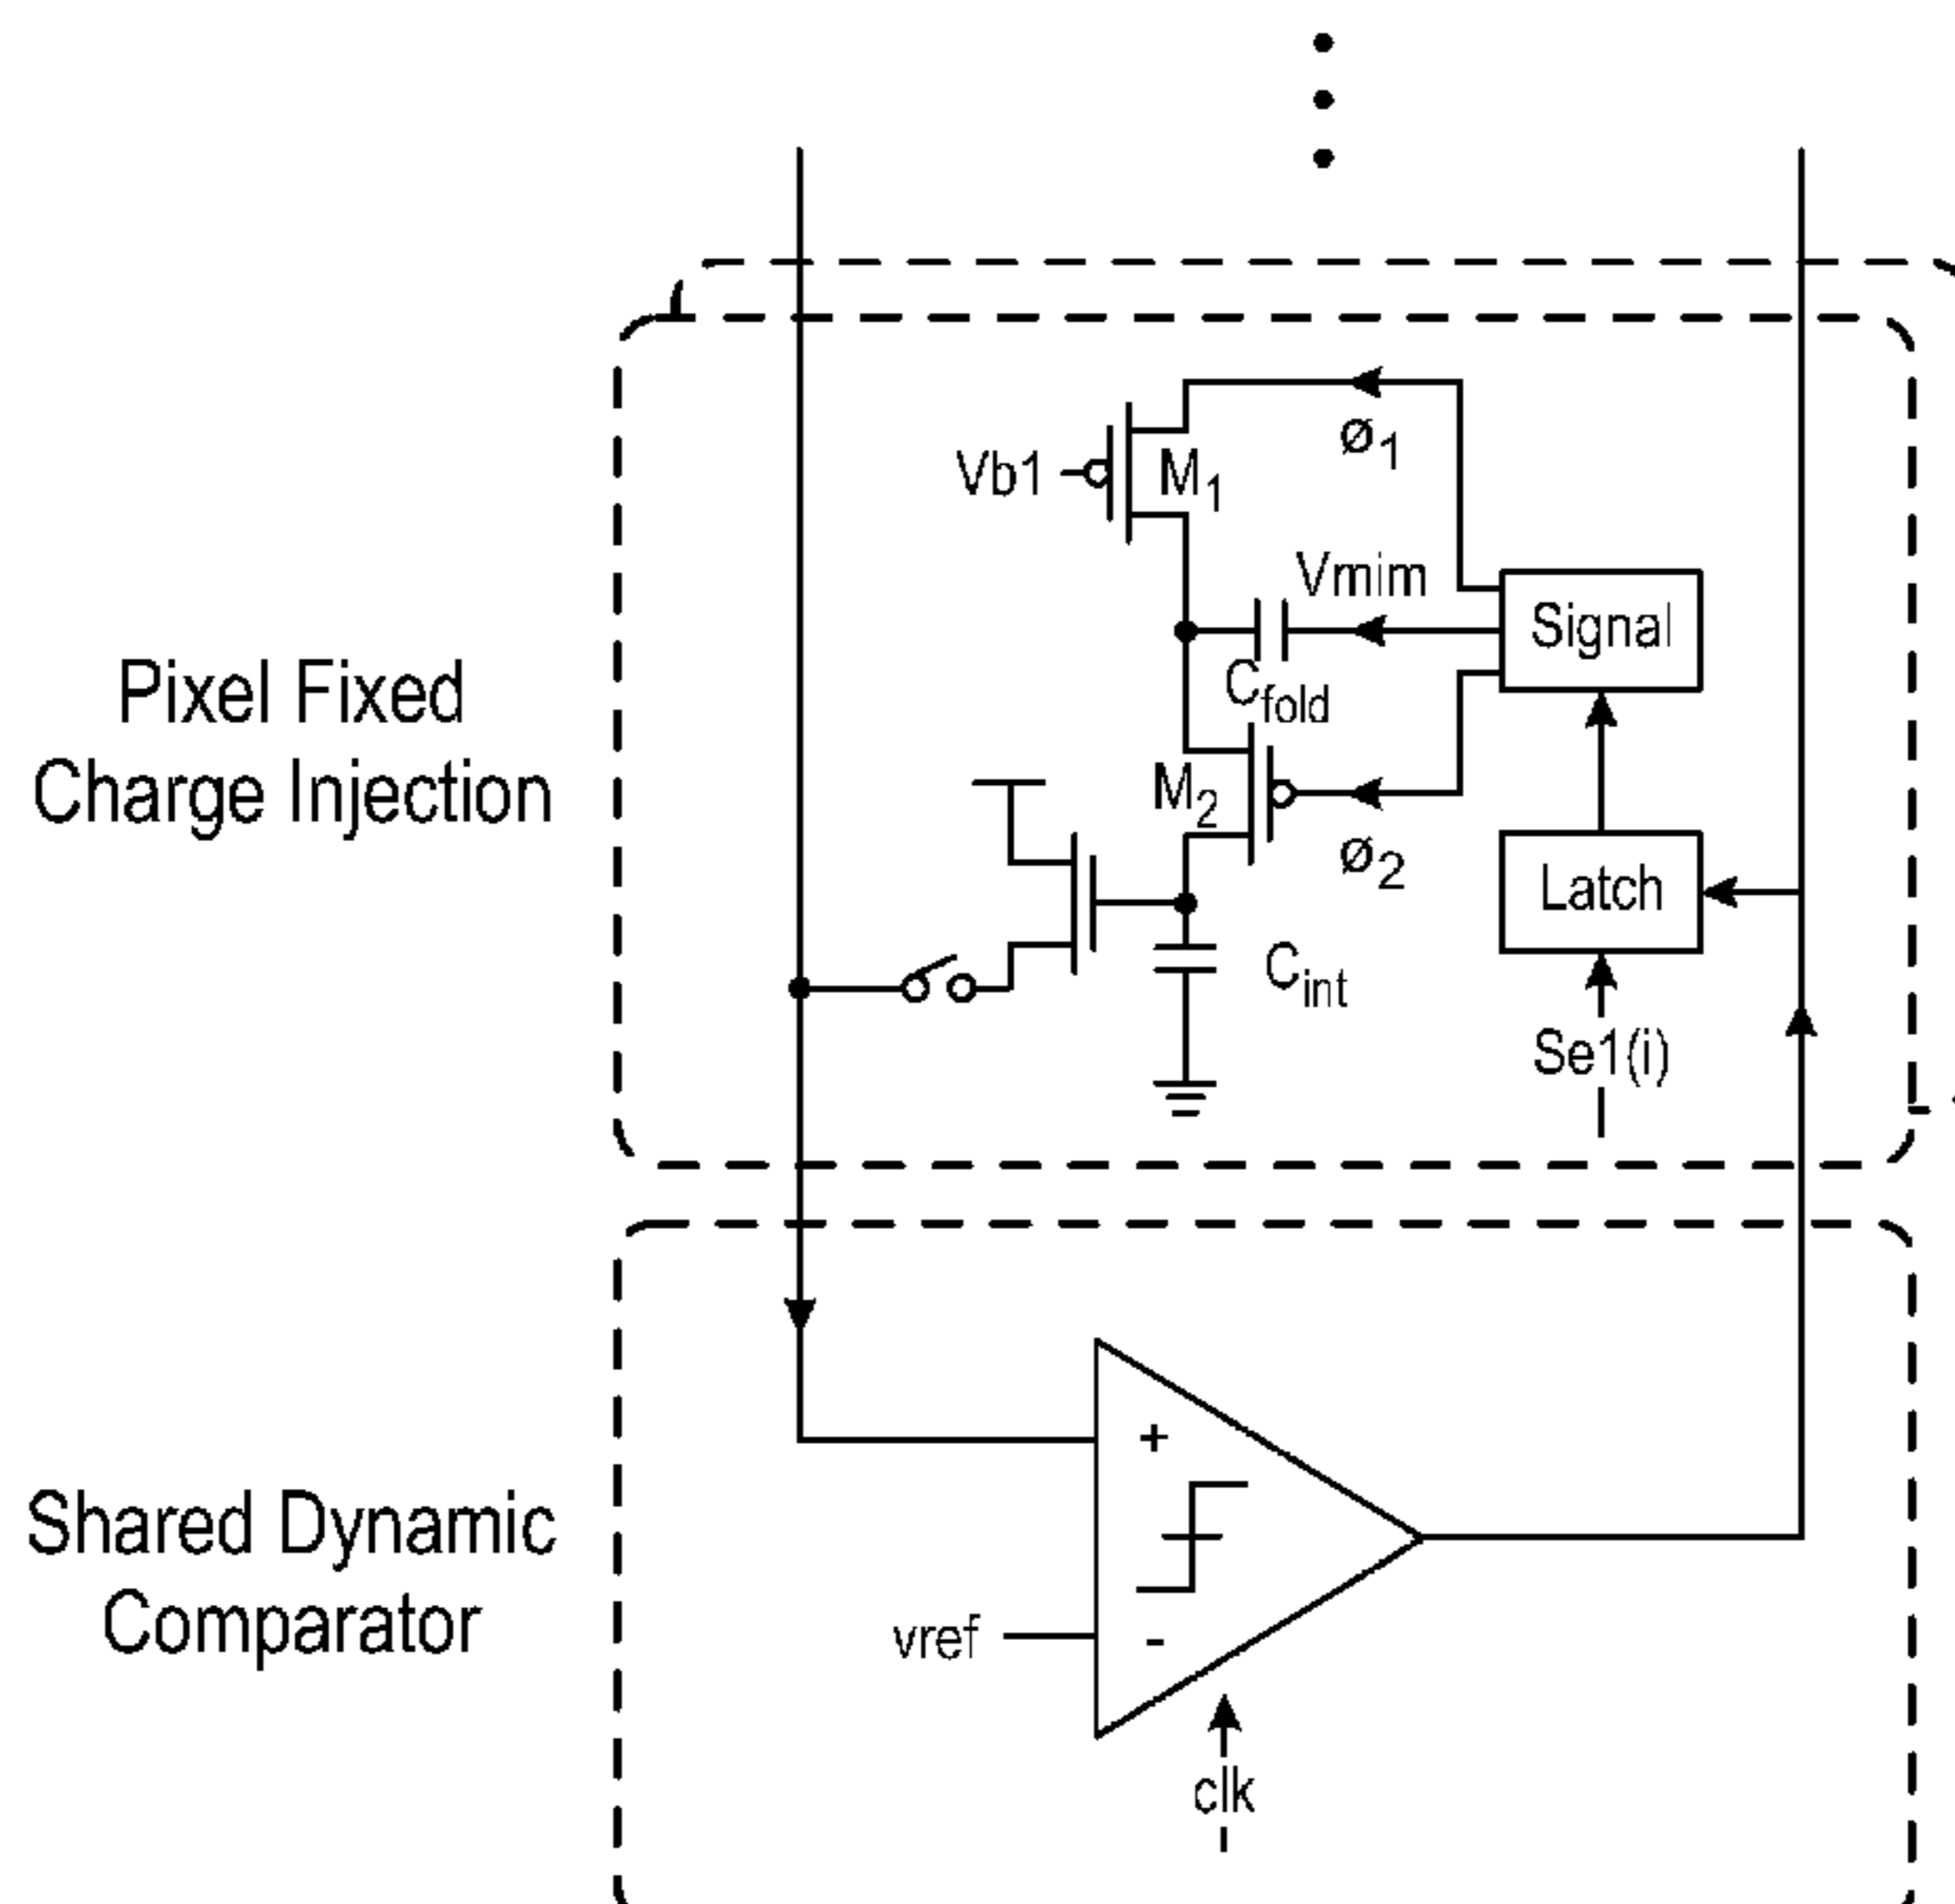 Vb1
M1
ø1
Vmim
Signal
Cfold
Pixel Fixed
Charge Injection
M2
ø2
Latch
Cint
Se1(i)
+
Shared Dynamic
Comparator
vref
-
clk